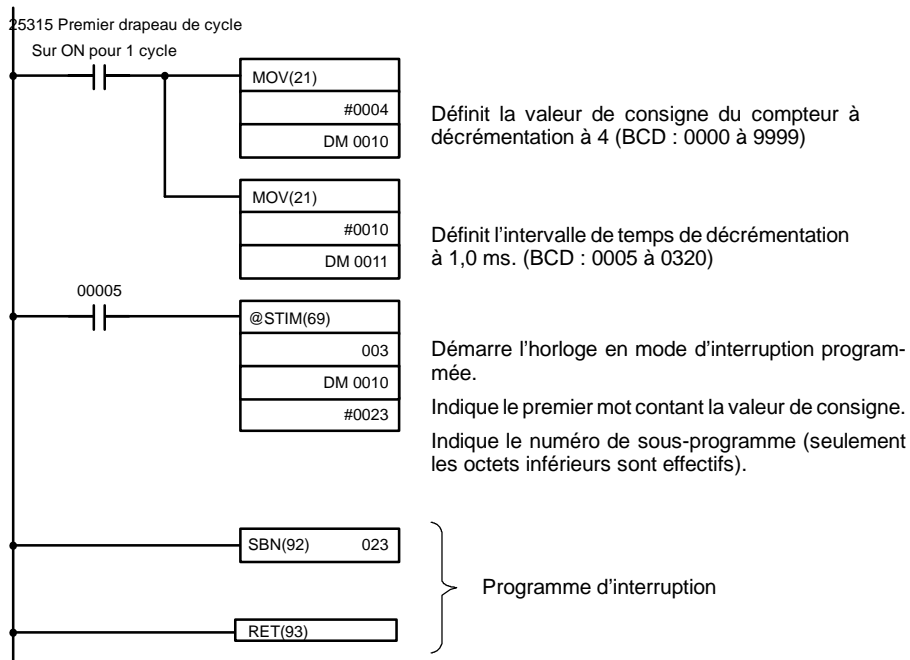 25315 Premier drapeau de cycle
Sur ON pour 1 cycle
MOV(21)
#0004
DM 0010
Définit la valeur de consigne du compteur à
décrémentation à 4 (BCD : 0000 à 9999)
MOV(21)
#0010
DM 0011
Définit l'intervalle de temps de décrémentation
à 1,0 ms. (BCD : 0005 à 0320)
00005
@STIM(69)
003
DM 0010
#0023
Démarre l'horloge en mode d'interruption program-
mée.
Indique le premier mot contant la valeur de consigne.
Indique le numéro de sous-programme (seulement
les octets inférieurs sont effectifs).
SBN(92) 023
Programme d'interruption
RET(93)